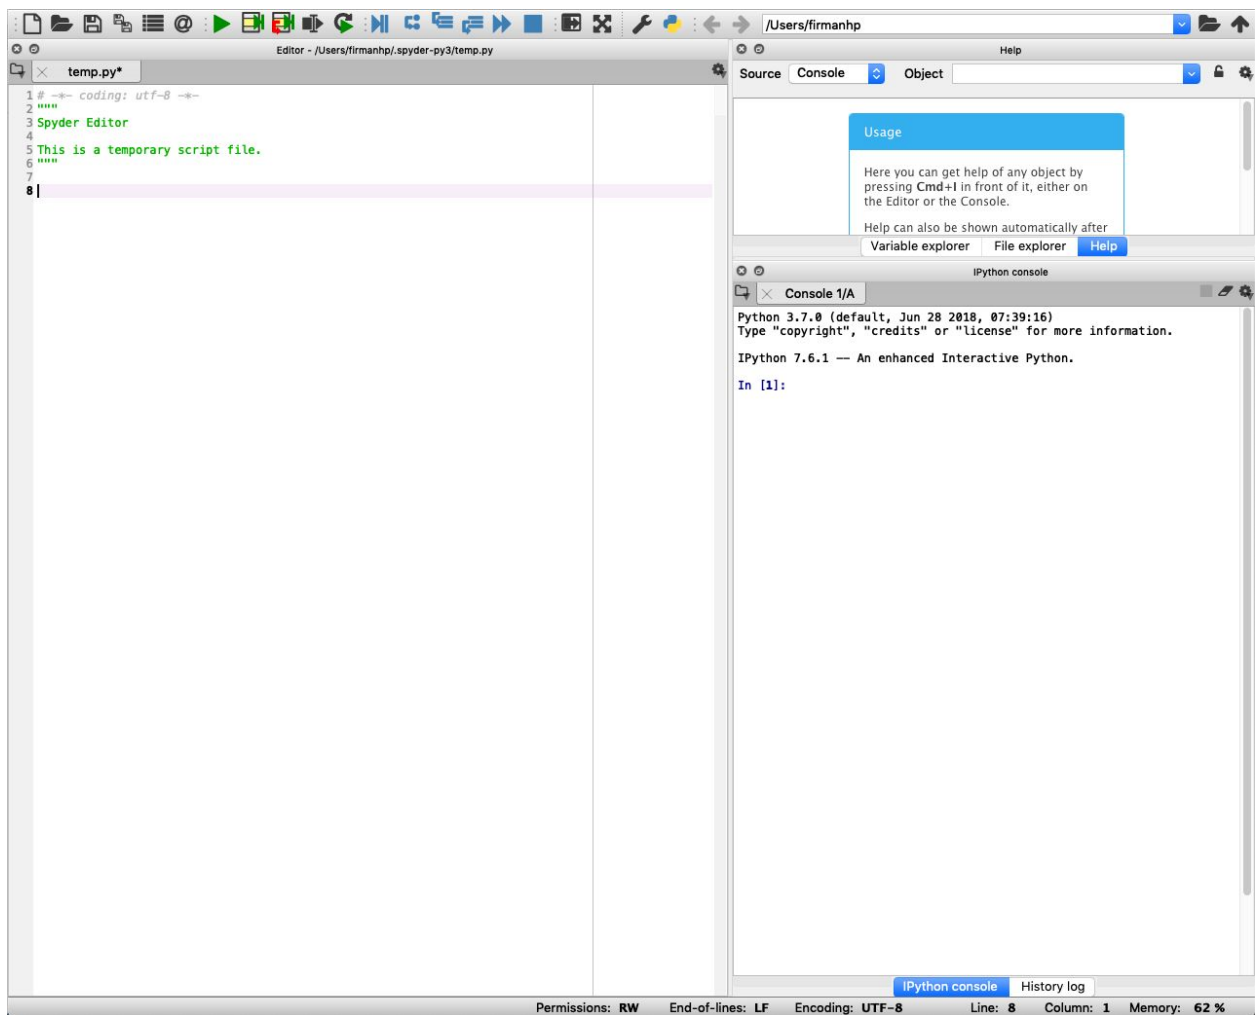 /Users/firmanhp
Editor - /Users/firmanhp/.spyder-py3/temp.py
temp.py*
1 # -*- coding: utf-8 -*-
2 """
3 Spyder Editor
4
5 This is a temporary script file.
6 """
7
8
Help
Source Console Object
Usage
Here you can get help of any object by
pressing Cmd+I in front of it, either on
the Editor or the Console.
Help can also be shown automatically after
Variable explorer File explorer Help
IPython console
Console 1/A
Python 3.7.0 (default, Jun 28 2018, 07:39:16)
Type "copyright", "credits" or "license" for more information.
IPython 7.6.1 -- An enhanced Interactive Python.
In [1]:
IPython console History log
Permissions: RW End-of-lines: LF Encoding: UTF-8 Line: 8 Column: 1 Memory: 62 %